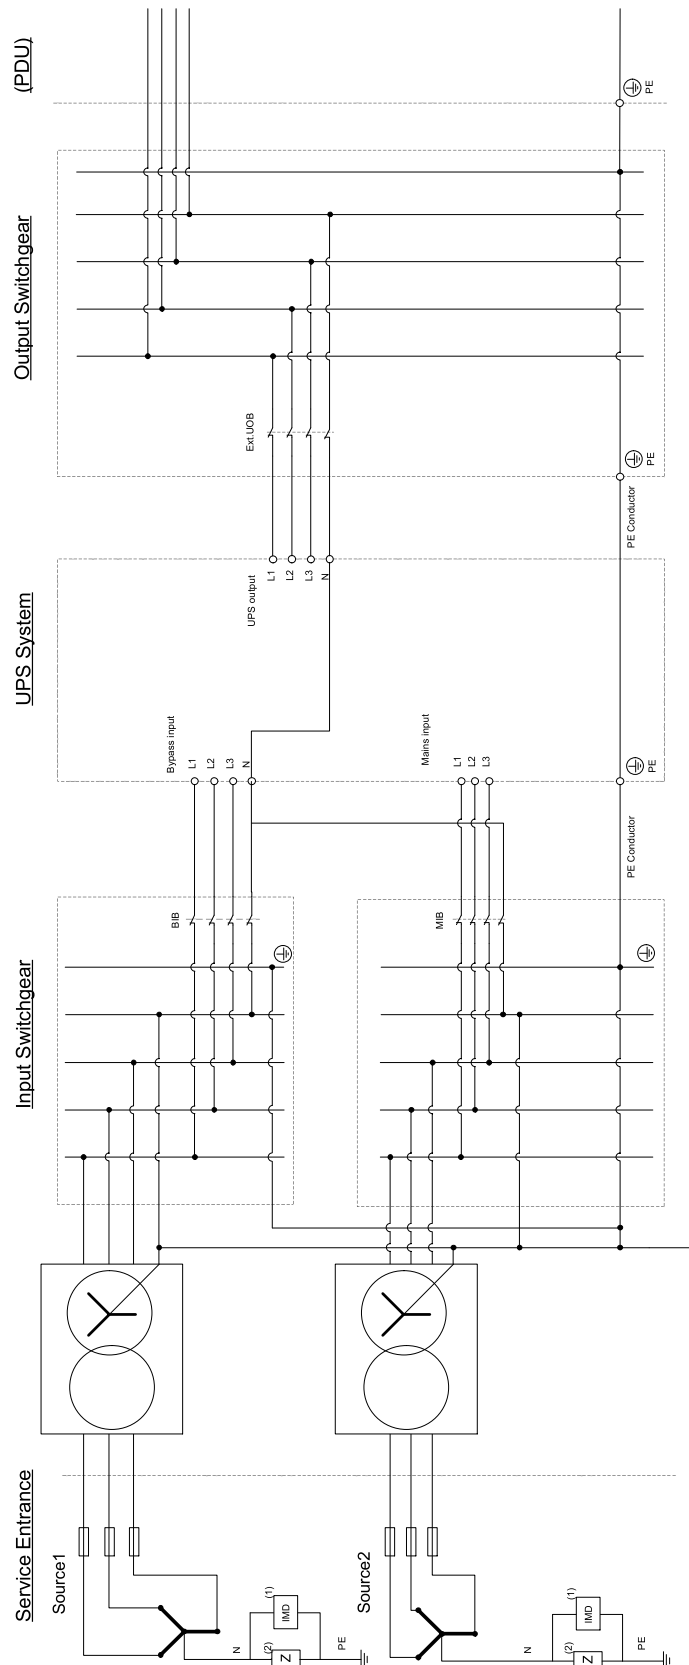 (PDU)
PE
Output Switchgear
Ext.UOB
PE
PE Conductor
UPS System
UPS output
L1
L2
L3
N
Bypass input
L1
L2
L3
N
Mains input
L1
L2
L3
PE
PE Conductor
Input Switchgear
BIB
MIB
Service Entrance
Source1
N
(1)
IMD
(2)
Z
PE
Source2
N
(1)
IMD
(2)
Z
PE